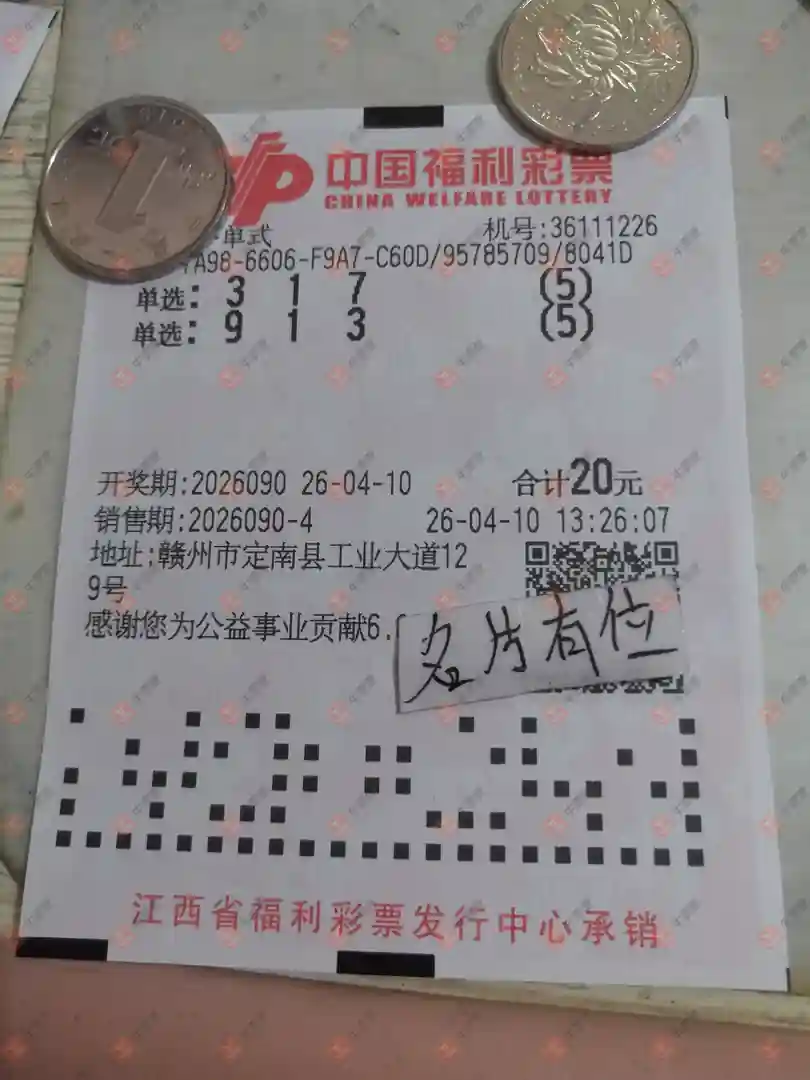 中国福利彩票
CHINA WELFARE LOTTERY
单式 机号:36111226
A98-6606-F9A7-C60D/95785709/8041D
单选: 3 1 7 (5)
单选: 9 1 3 (5)
开奖期:2026090 26-04-10 合计20元
销售期:2026090-4 26-04-10 13:26:07
地址:赣州市定南县工业大道12
9号
感谢您为公益事业贡献6.
名片有位
江西省福利彩票发行中心承销